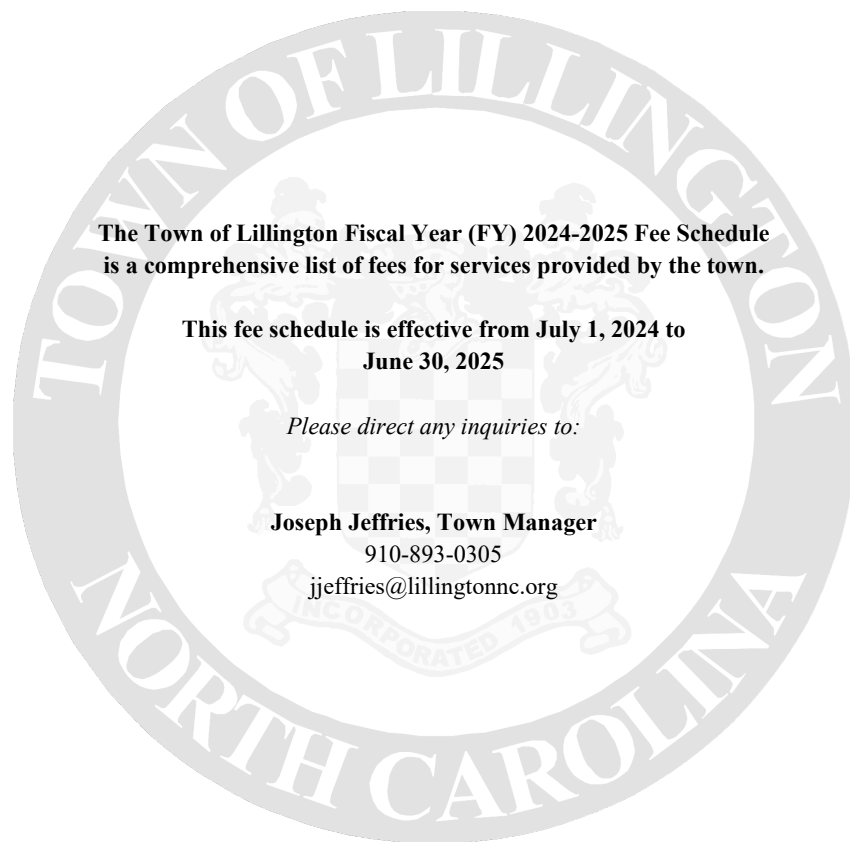 TOWN OF LILLINGTON
The Town of Lillington Fiscal Year (FY) 2024-2025 Fee Schedule
is a comprehensive list of fees for services provided by the town.
This fee schedule is effective from July 1, 2024 to
June 30, 2025
Please direct any inquiries to:
Joseph Jeffries, Town Manager
910-893-0305
jjeffries@lillingtonnc.org
INCORPORATED 1903
NORTH CAROLINA